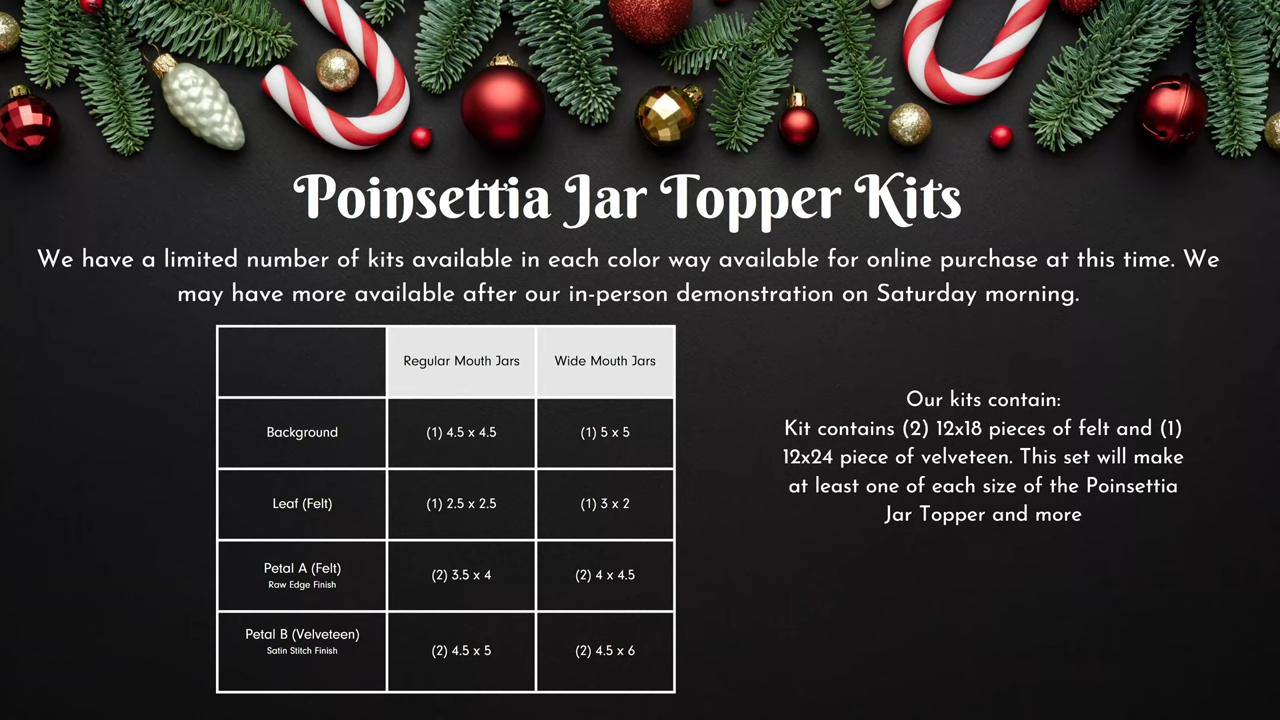 Poinsettia Jar Topper Kits
We have a limited number of kits available in each color way available for online purchase at this time. We
may have more available after our in-person demonstration on Saturday morning.
Regular Mouth Jars Wide Mouth Jars
Background (1) 4.5 x 4.5 (1) 5 x 5
Leaf (Felt) (1) 2.5 x 2.5 (1) 3 x 2
Petal A (Felt)
Raw Edge Finish
(2) 3.5 x 4 (2) 4 x 4.5
Petal B (Velveteen)
Satin Stitch Finish
(2) 4.5 x 5 (2) 4.5 x 6
Our kits contain:
Kit contains (2) 12x18 pieces of felt and (1)
12x24 piece of velveteen. This set will make
at least one of each size of the Poinsettia
Jar Topper and more